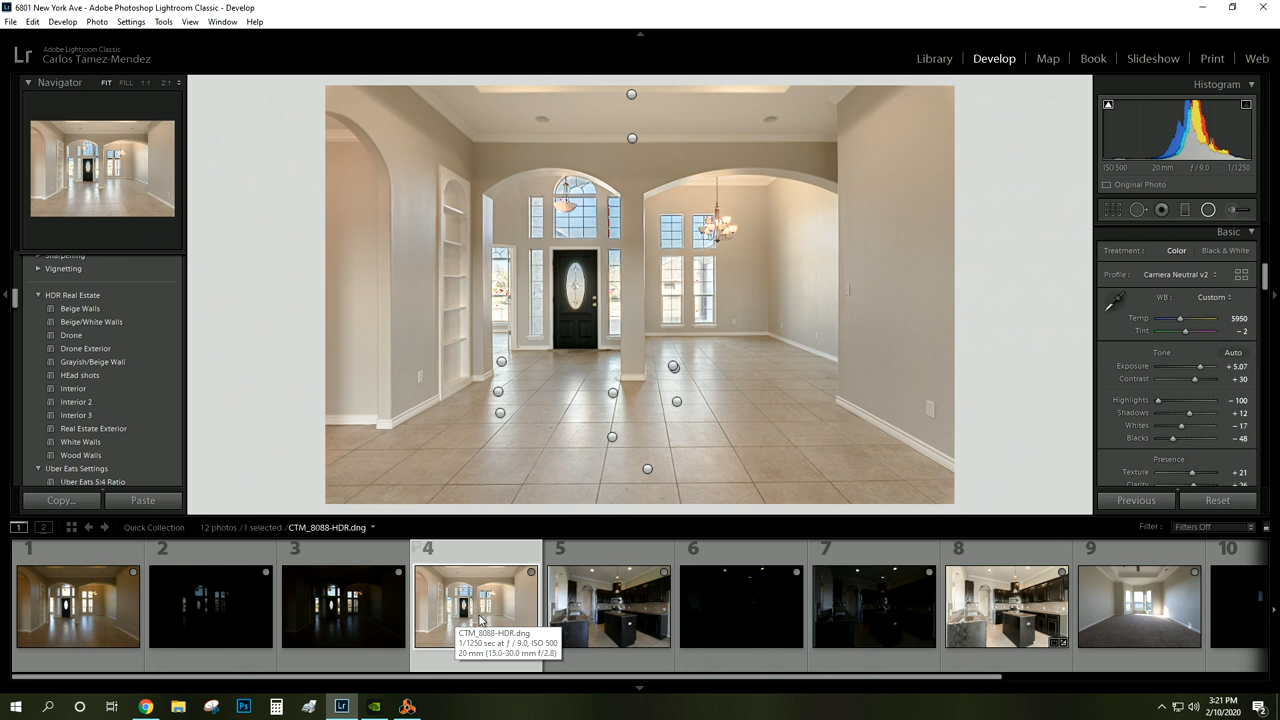 6801 New York Ave - Adobe Photoshop Lightroom Classic - Develop
File Edit Develop Photo Settings Tools View Window Help
Lr
Adobe Lightroom Classic
Carlos Tamez-Mendez
Library Develop Map Book Slideshow Print Web
Navigator FIT FILL 1:1 2:1
Histogram
ISO 500 20 mm f / 9.0 1/1250
Original Photo
Basic
Treatment: Color Black & White
Profile: Camera Neutral v2
WB: Custom
Temp 5950
Tint - 2
Tone Auto
Exposure + 5.07
Contrast + 30
Highlights - 100
Shadows + 12
Whites - 17
Blacks - 48
Presence
Texture + 21
Clarity + 26
Previous Reset
Sharpening
Vignetting
HDR Real Estate
Beige Walls
Beige/White Walls
Drone
Drone Exterior
Grayish/Beige Wall
HEad shots
Interior
Interior 2
Interior 3
Real Estate Exterior
White Walls
Wood Walls
Uber Eats Settings
Uber Eats 5:4 Ratio
Copy... Paste
1 2 Quick Collection 12 photos / 1 selected / CTM_8088-HDR.dng
Filter : Filters Off
1 2 3 4 5 6 7 8 9 10
CTM_8088-HDR.dng
1/1250 sec at ƒ / 9.0, ISO 500
20 mm (15.0-30.0 mm f/2.8)
Ps Lr
3:21 PM
2/10/2020
2